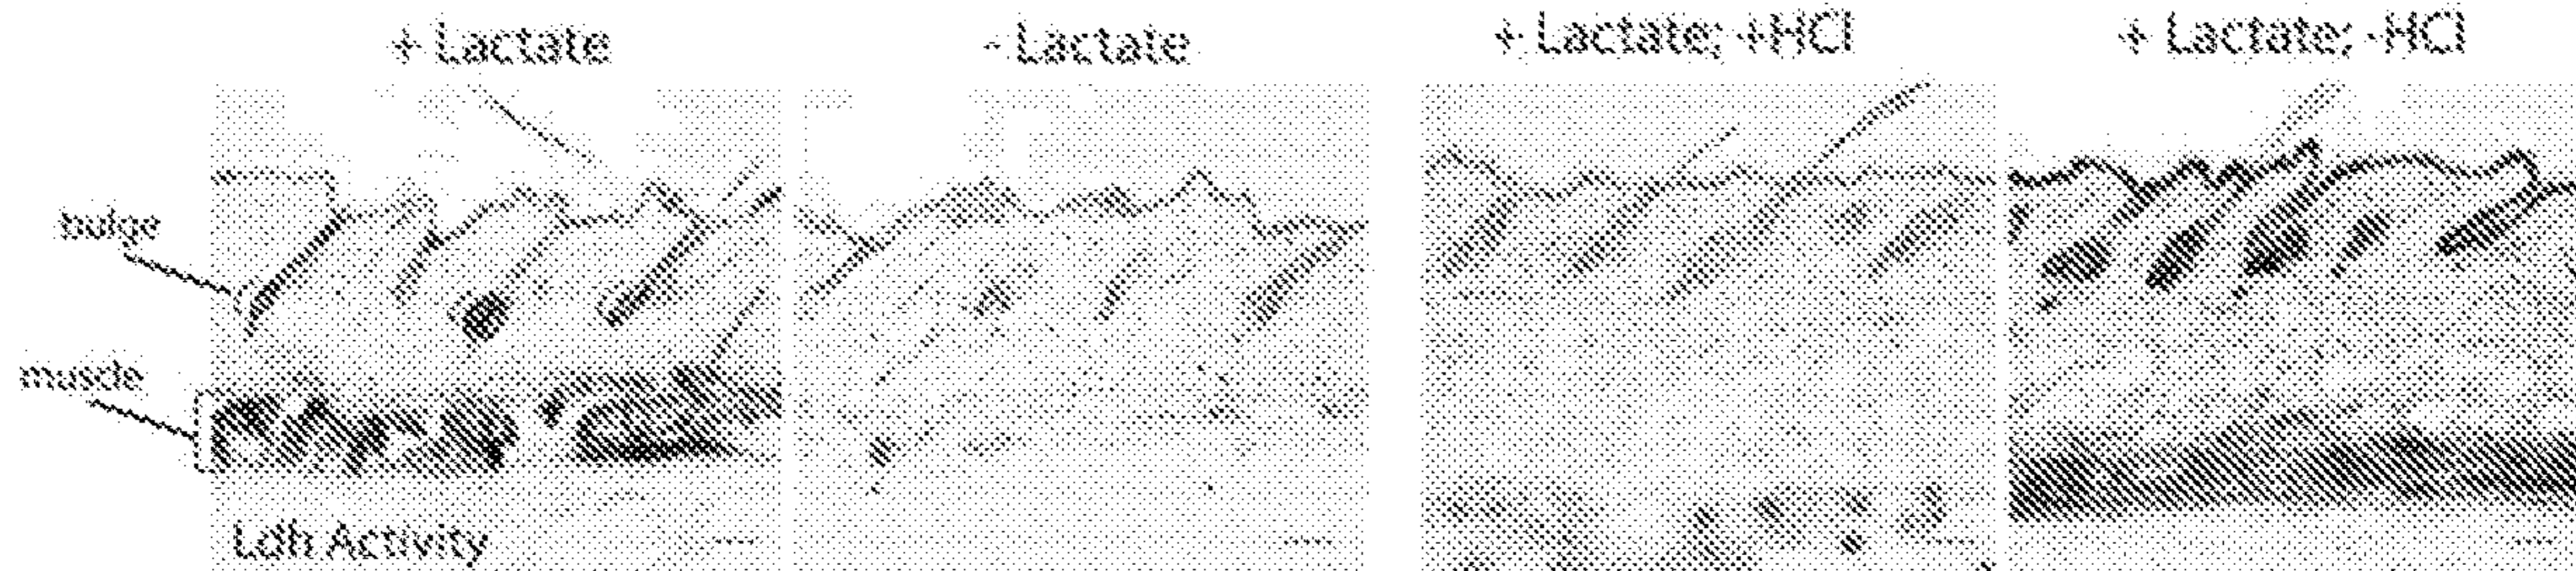 + Lactate
- Lactate
+ Lactate; +HCl
+ Lactate; -HCl
bulge
muscle
Ldh Activity